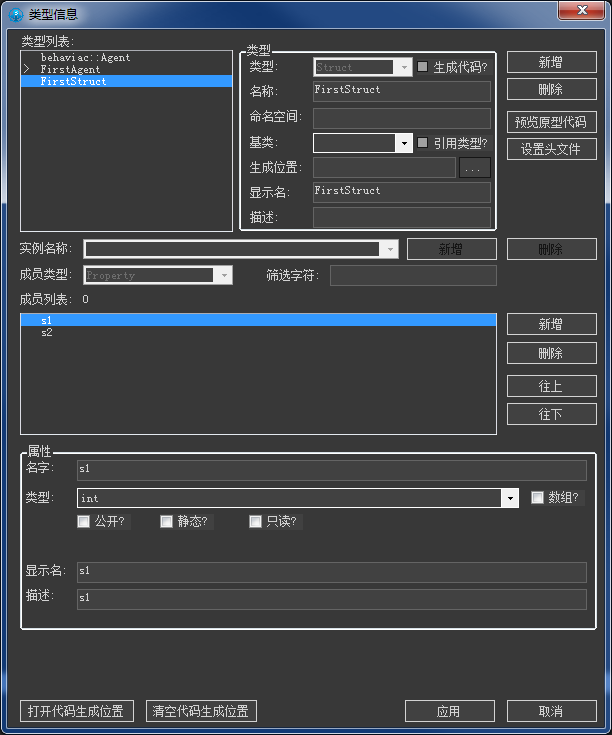 类型信息
类型列表:
behaviac::Agent
FirstAgent
FirstStruct
类型
类型: Struct 生成代码?
名称: FirstStruct
命名空间:
基类: 引用类型?
生成位置: ...
显示名: FirstStruct
描述:
新增
删除
预览原型代码
设置头文件
实例名称: 新增 删除
成员类型: Property 筛选字符:
成员列表: 0
s1
s2
新增
删除
往上
往下
属性
名字: s1
类型: int 数组?
公开? 静态? 只读?
显示名: s1
描述: s1
打开代码生成位置 清空代码生成位置 应用 取消